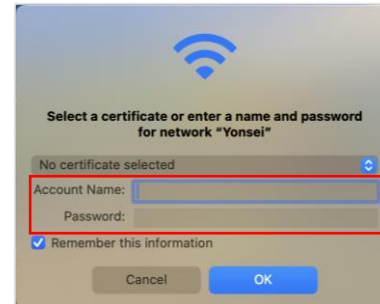 Select a certificate or enter a name and password
for network “Yonsei”
No certificate selected
Account Name:
Password:
Remember this information
Cancel
OK